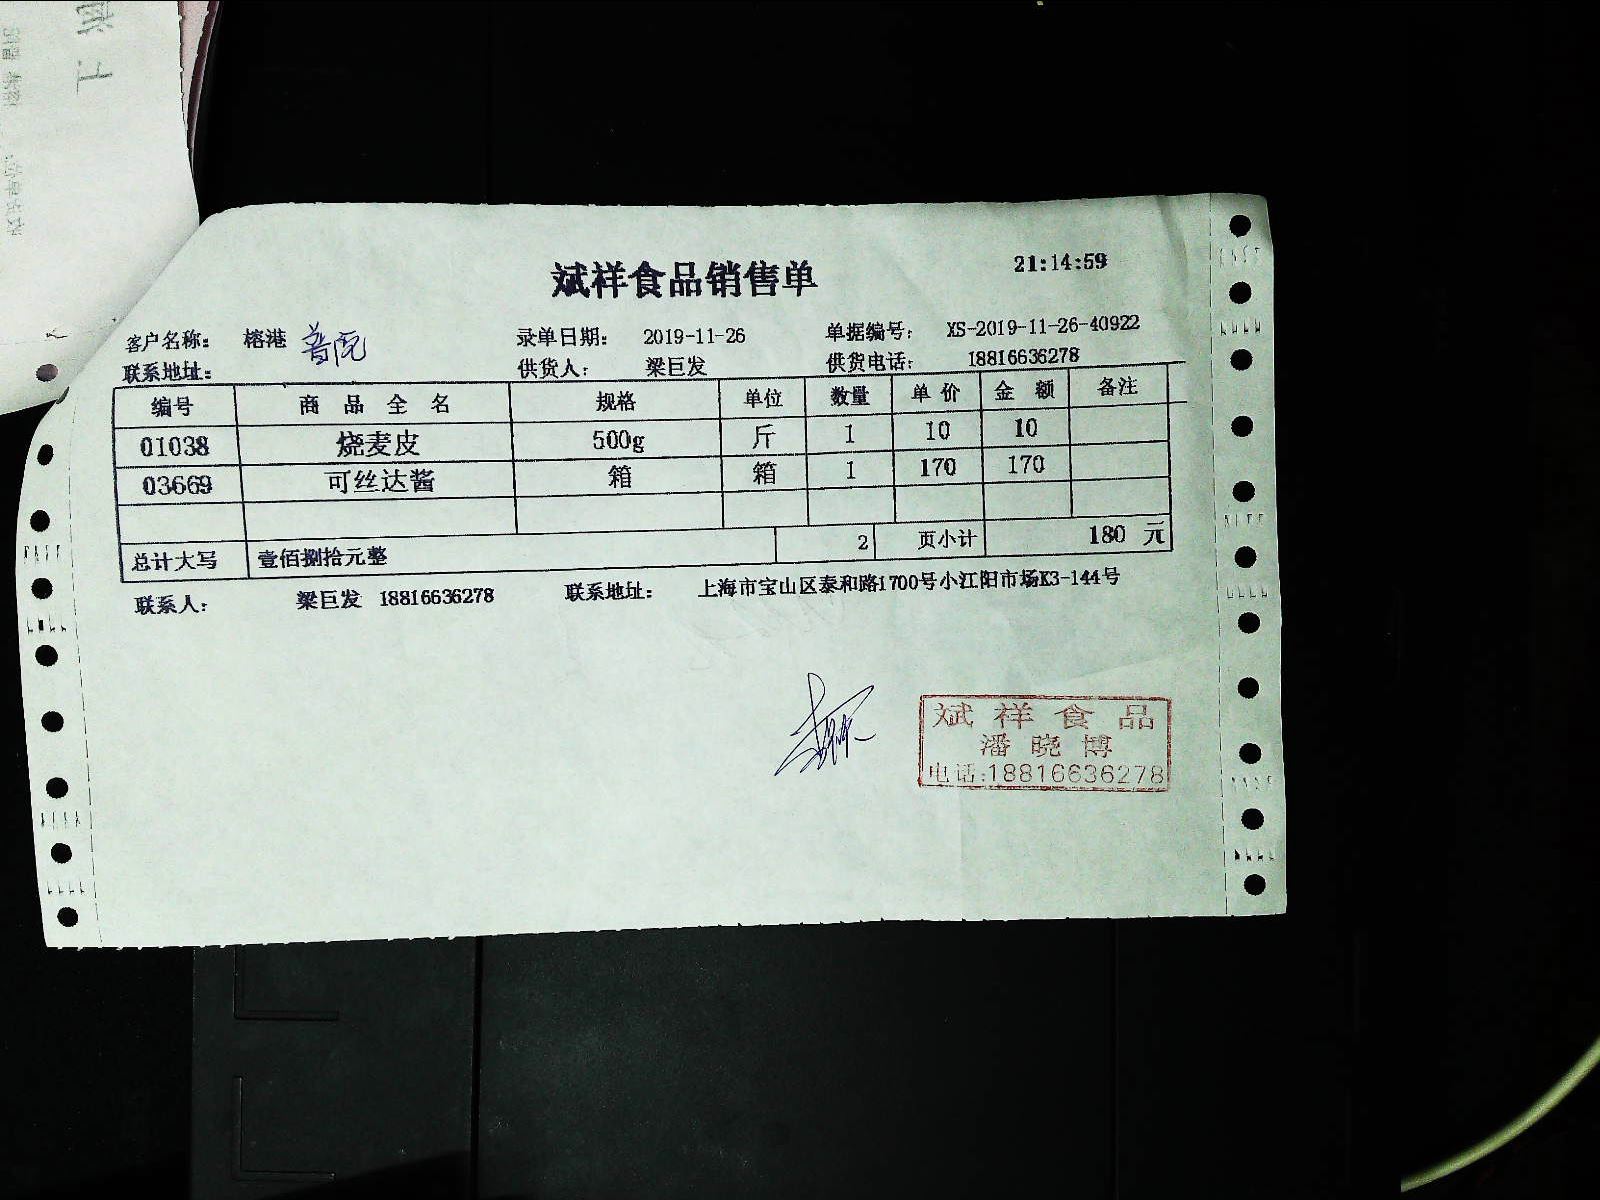 斌祥食品销售单 21:14:59
客户名称： 榕港 普陀 录单日期： 2019-11-26 单据编号： XS-2019-11-26-40922
联系地址： 供货人： 梁巨发 供货电话： 18816636278
编号 商品全名 规格 单位 数量 单价 金额 备注
01038 烧麦皮 500g 斤 1 10 10
03669 可丝达酱 箱 箱 1 170 170
总计大写 壹佰捌拾元整 2 页小计 180 元
联系人： 梁巨发 18816636278 联系地址： 上海市宝山区泰和路1700号小江阳市场K3-144号
斌祥食品
潘晓博
电话:18816636278